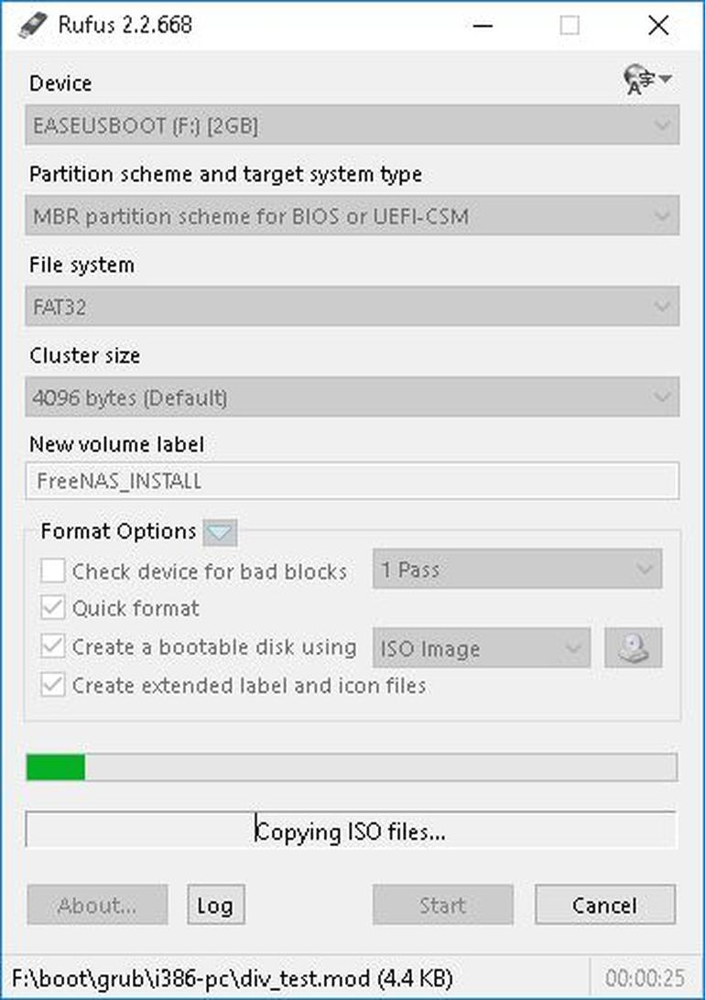 Rufus 2.2.668
Device
EASEUSBOOT (F:) [2GB]
Partition scheme and target system type
MBR partition scheme for BIOS or UEFI-CSM
File system
FAT32
Cluster size
4096 bytes (Default)
New volume label
FreeNAS_INSTALL
Format Options
Check device for bad blocks 1 Pass
Quick format
Create a bootable disk using ISO Image
Create extended label and icon files
Copying ISO files...
About... Log Start Cancel
F:\boot\grub\i386-pc\div_test.mod (4.4 KB) 00:00:25